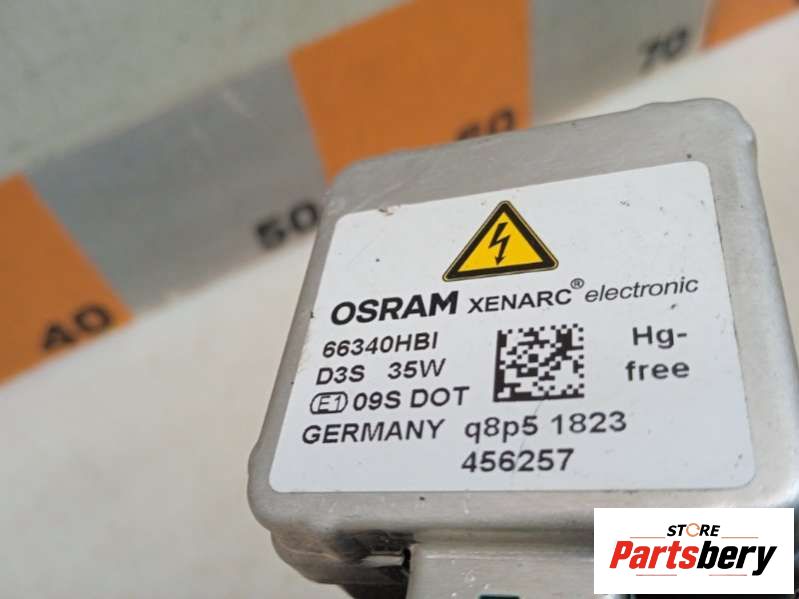 40
50
60
70
OSRAM XENARC® electronic
66340HBI
D3S 35W
Hg-
free
E1 09S DOT
GERMANY q8p5 1823
456257
STORE
Partsbery